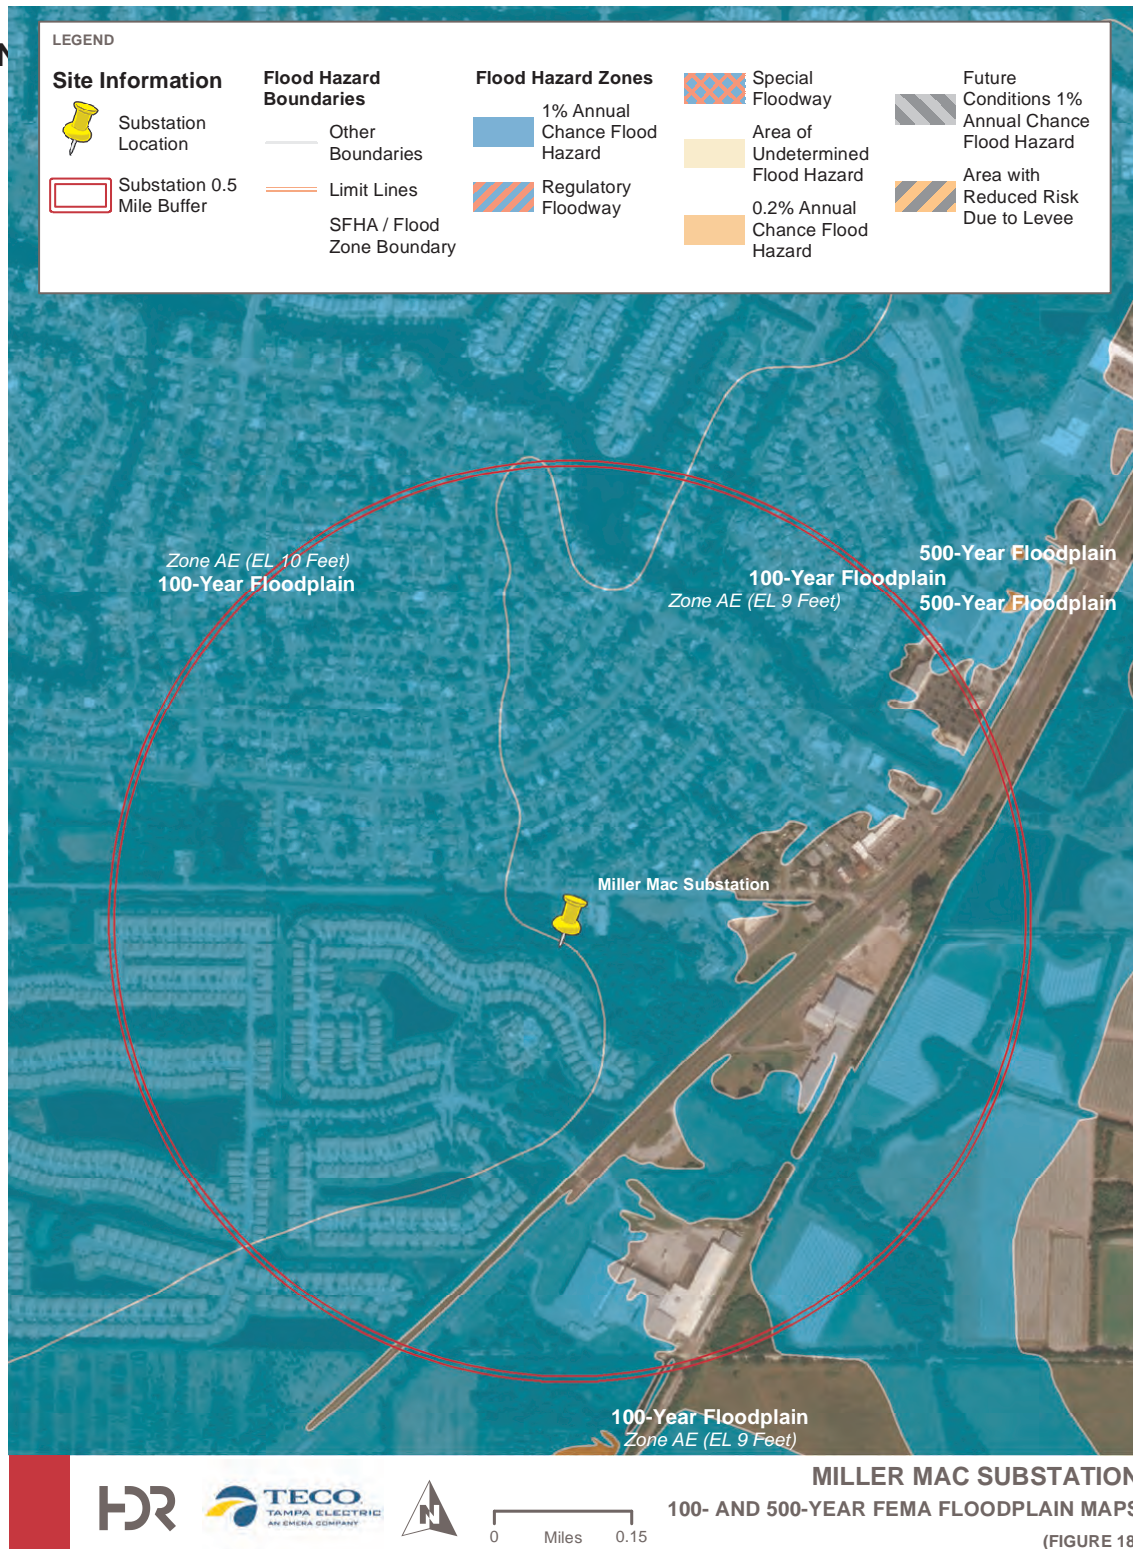 N
LEGEND
Site Information
Substation
Location
Substation 0.5
Mile Buffer
Flood Hazard
Boundaries
Other
Boundaries
Limit Lines
SFHA / Flood
Zone Boundary
Flood Hazard Zones
1% Annual
Chance Flood
Hazard
Regulatory
Floodway
Special
Floodway
Area of
Undetermined
Flood Hazard
0.2% Annual
Chance Flood
Hazard
Future
Conditions 1%
Annual Chance
Flood Hazard
Area with
Reduced Risk
Due to Levee
Zone AE (EL 10 Feet)
100-Year Floodplain
500-Year Floodplain
100-Year Floodplain
Zone AE (EL 9 Feet)
500-Year Floodplain
Miller Mac Substation
100-Year Floodplain
Zone AE (EL 9 Feet)
HDR
TECO
TAMPA ELECTRIC
AN EMERA COMPANY
N
0 Miles 0.15
MILLER MAC SUBSTATION
100- AND 500-YEAR FEMA FLOODPLAIN MAPS
(FIGURE 18